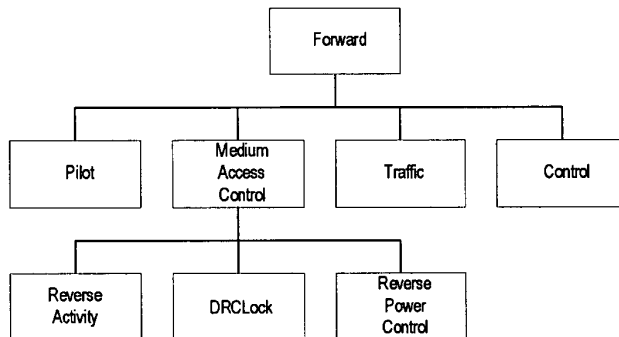 Forward
Pilot
Medium
Access
Control
Traffic
Control
Reverse
Activity
DRCLock
Reverse
Power
Control